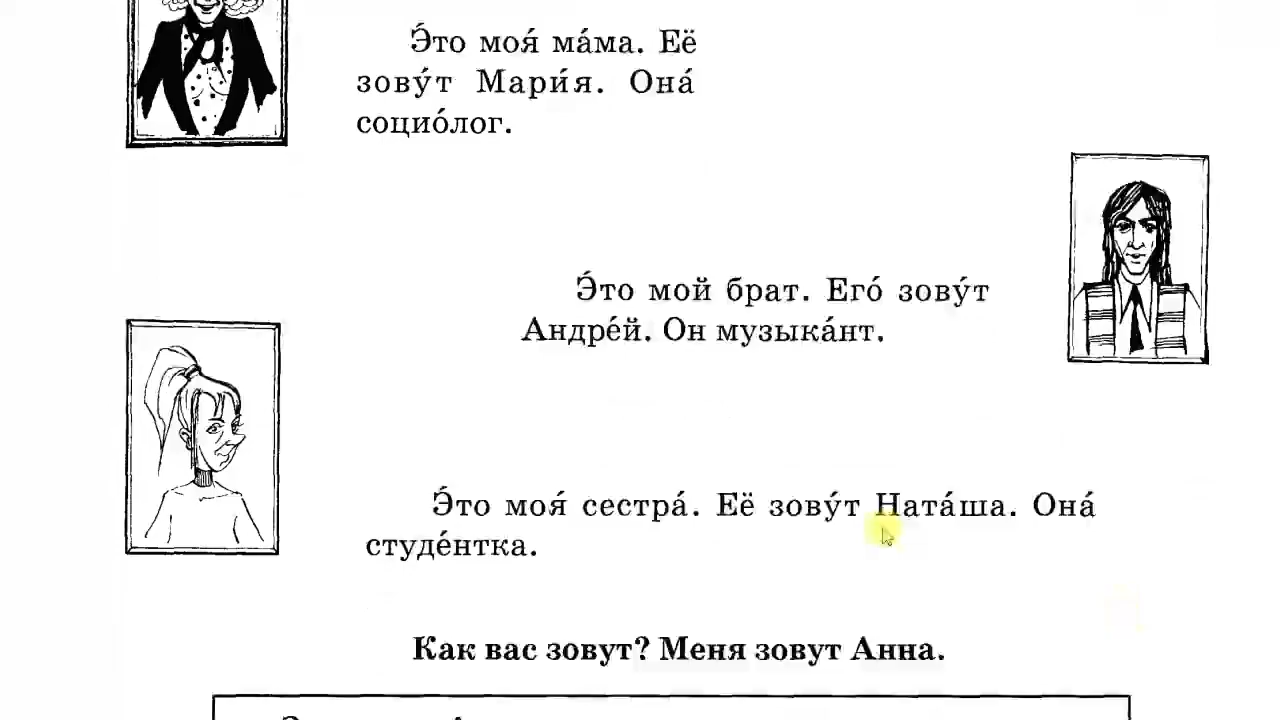 Э́то моя́ ма́ма. Её
зову́т Мари́я. Она́
социо́лог.
Э́то мой брат. Его́ зову́т
Андре́й. Он музыка́нт.
Э́то моя́ сестра́. Её зову́т Ната́ша. Она́
студе́нтка.
Как вас зовут? Меня зовут Анна.